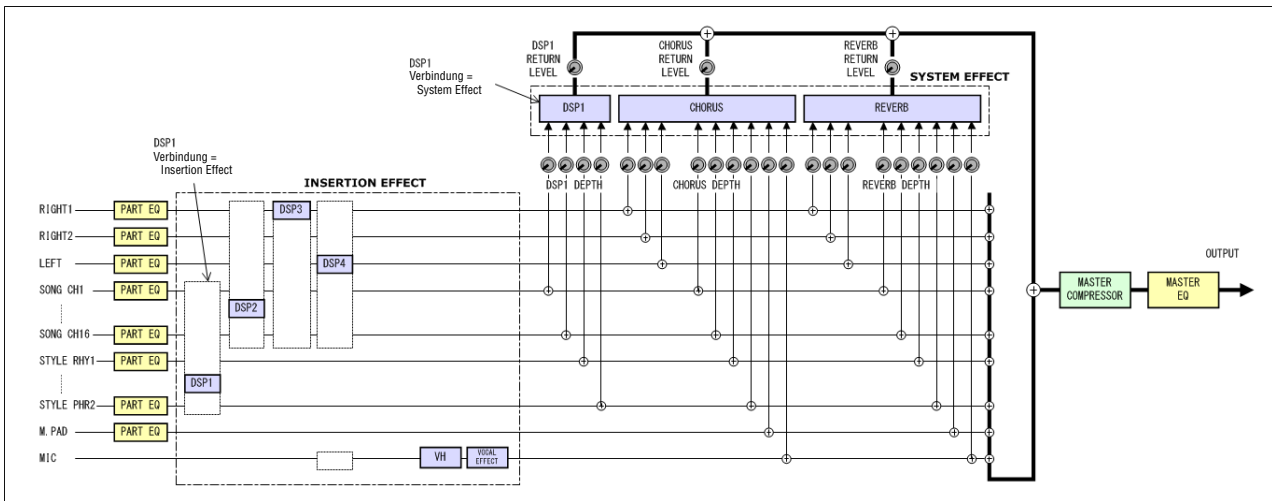 DSP1
RETURN
LEVEL
CHORUS
RETURN
LEVEL
REVERB
RETURN
LEVEL
DSP1
Verbindung =
System Effect
SYSTEM EFFECT
DSP1
CHORUS
REVERB
DSP1
Verbindung =
Insertion Effect
INSERTION EFFECT
DSP1 DEPTH
CHORUS DEPTH
REVERB DEPTH
RIGHT1
PART EQ
DSP3
RIGHT2
PART EQ
LEFT
PART EQ
DSP4
OUTPUT
SONG CH1
PART EQ
DSP2
MASTER
COMPRESSOR
MASTER
EQ
SONG CH16
PART EQ
STYLE RHY1
PART EQ
DSP1
STYLE PHR2
PART EQ
M.PAD
PART EQ
MIC
VH
VOCAL
EFFECT